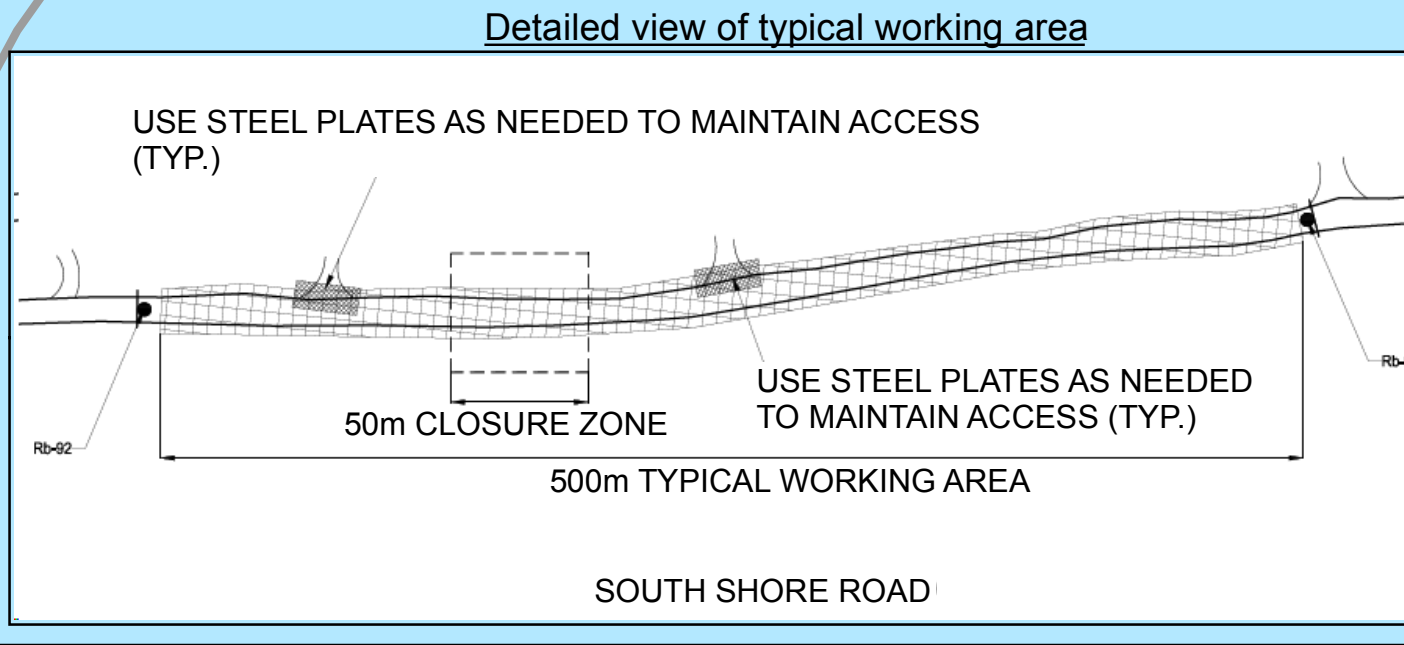 Detailed view of typical working area
USE STEEL PLATES AS NEEDED TO MAINTAIN ACCESS
(TYP.)
USE STEEL PLATES AS NEEDED
TO MAINTAIN ACCESS (TYP.)
50m CLOSURE ZONE
Rb-92
Rb-
500m TYPICAL WORKING AREA
SOUTH SHORE ROAD